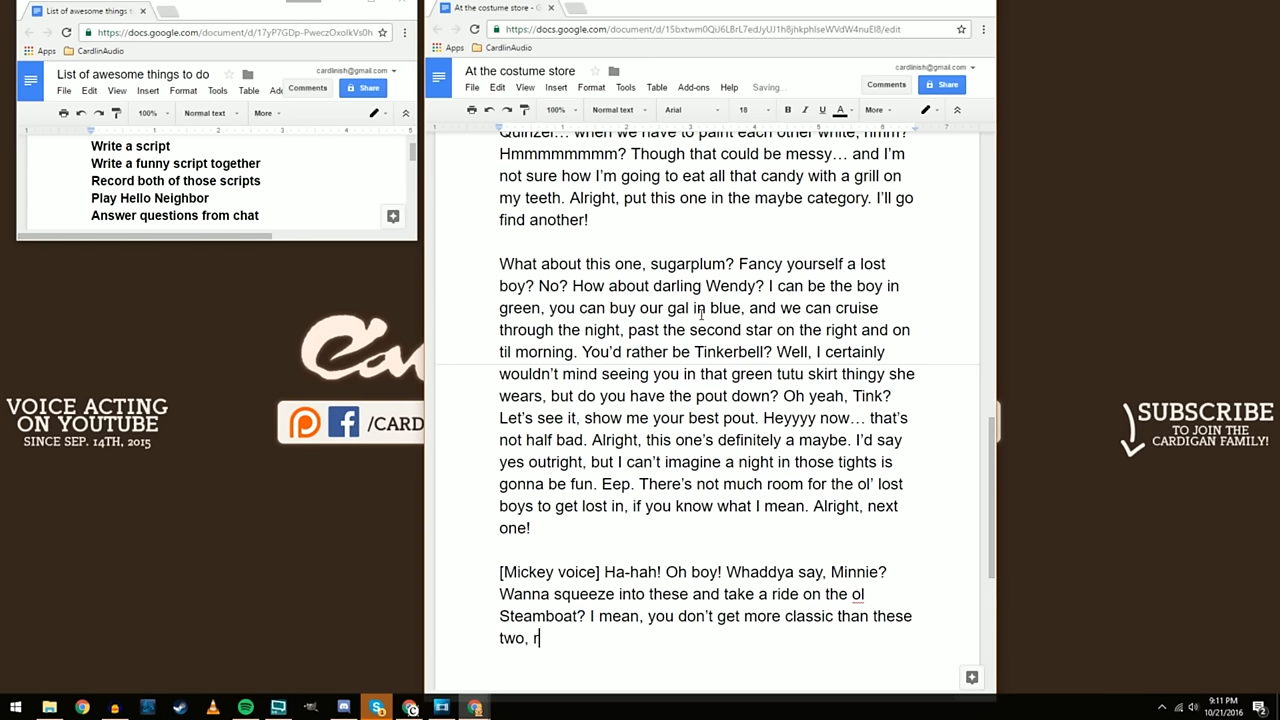 List of awesome things to
https://docs.google.com/document/d/17yP7GDp-PweczOxolkVs0h
Apps CardlinAudio
List of awesome things to do
cardlinish@gmail.com
File Edit View Insert Format Tools Table
Comments
Share
100% Normal text More
Write a script
Write a funny script together
Record both of those scripts
Play Hello Neighbor
Answer questions from chat
At the costume store - G
Apps CardlinAudio
At the costume store
cardlinish@gmail.com
File Edit View Insert Format Tools Table Add-ons Help Saving...
Comments
Share
100% Normal text Arial 18 B I U A More
Quinzel… when we have to paint each other white, hmm?
Hmmmmmmmm? Though that could be messy… and I'm
not sure how I'm going to eat all that candy with a grill on
my teeth. Alright, put this one in the maybe category. I'll go
find another!
What about this one, sugarplum? Fancy yourself a lost
boy? No? How about darling Wendy? I can be the boy in
green, you can buy our gal in blue, and we can cruise
through the night, past the second star on the right and on
til morning. You'd rather be Tinkerbell? Well, I certainly
wouldn't mind seeing you in that green tutu skirt thingy she
wears, but do you have the pout down? Oh yeah, Tink?
Let's see it, show me your best pout. Heyyyy now… that's
not half bad. Alright, this one's definitely a maybe. I'd say
yes outright, but I can't imagine a night in those tights is
gonna be fun. Eep. There's not much room for the ol' lost
boys to get lost in, if you know what I mean. Alright, next
one!
[Mickey voice] Ha-hah! Oh boy! Whaddya say, Minnie?
Wanna squeeze into these and take a ride on the ol
Steamboat? I mean, you don't get more classic than these
two, r
VOICE ACTING
ON YOUTUBE
SINCE SEP. 14TH, 2015
/CARD
SUBSCRIBE
TO JOIN THE
CARDIGAN FAMILY!
9:11 PM
10/21/2016